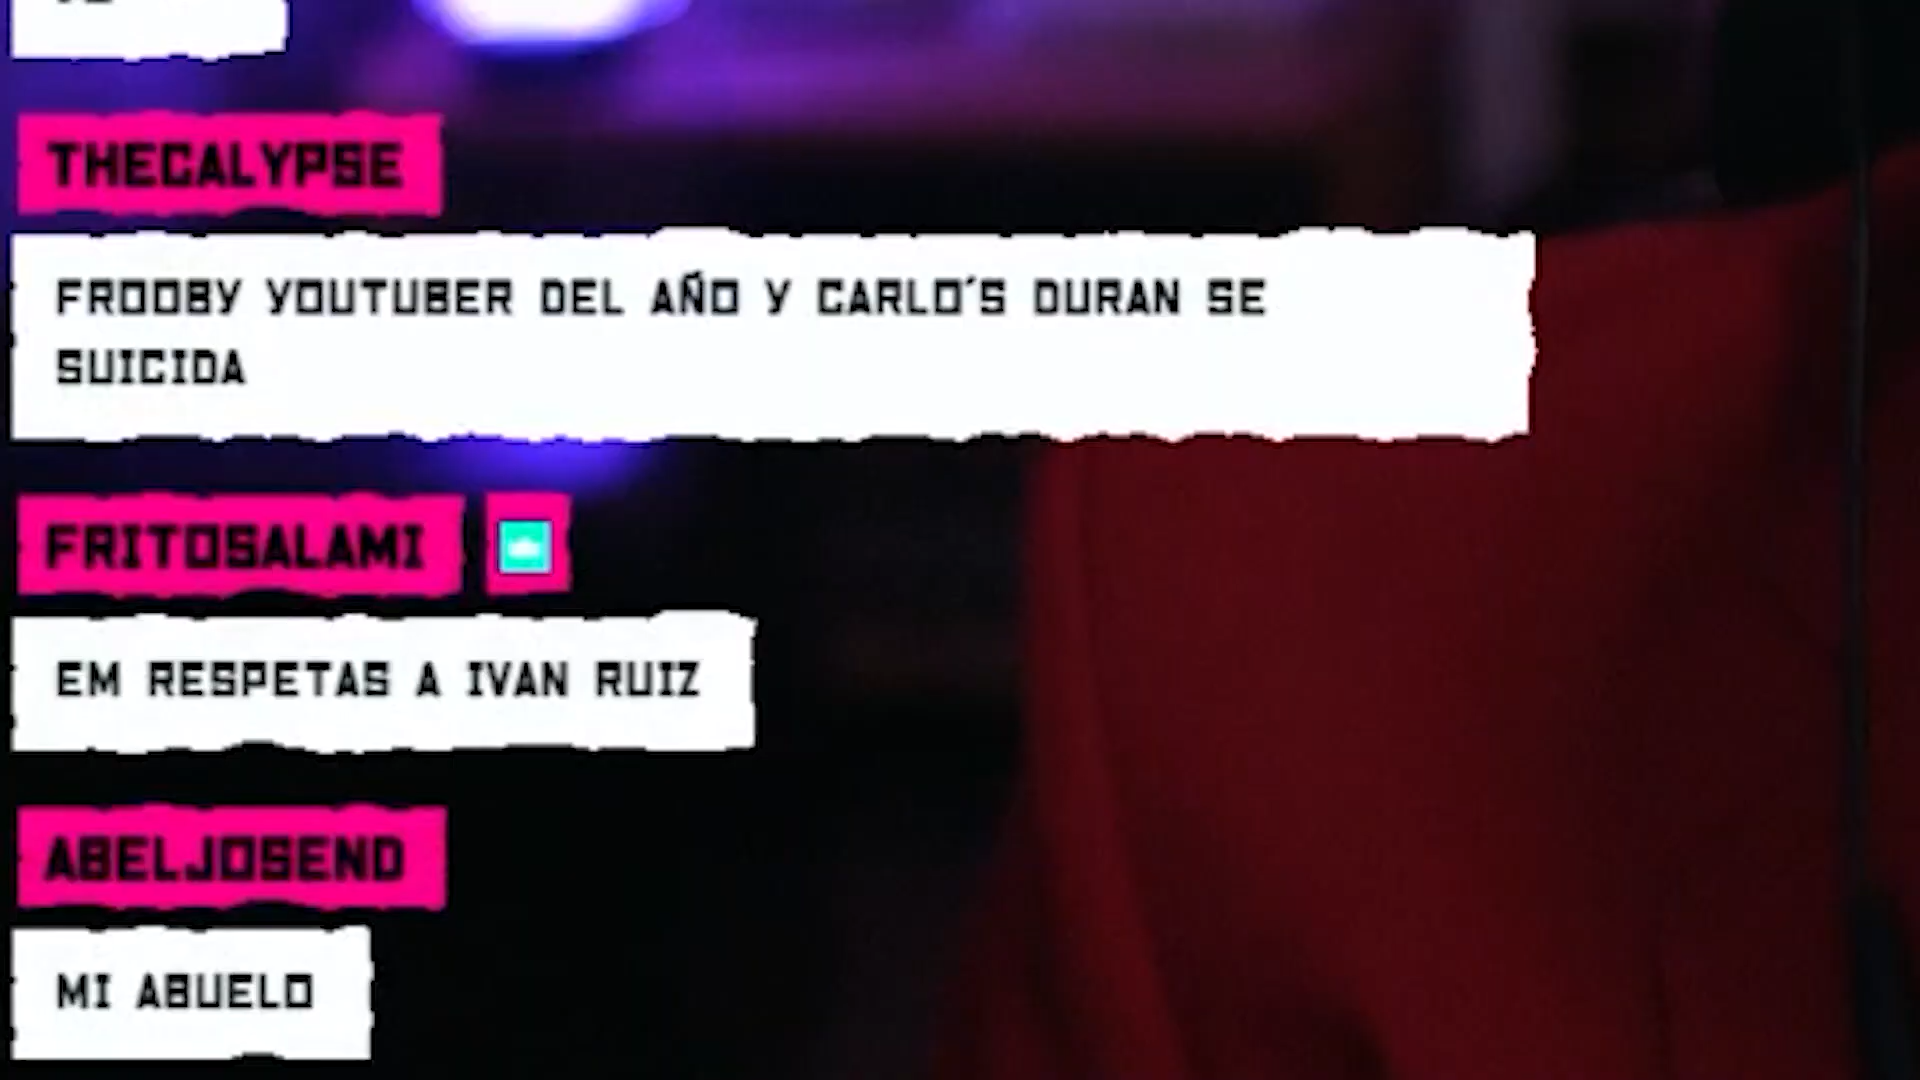 THECALYPSE
FROOBY YOUTUBER DEL AÑO Y CARLO'S DURAN SE
SUICIDA
FRITOSALAMI
EM RESPETAS A IVAN RUIZ
ABELJOSEND
MI ABUELO